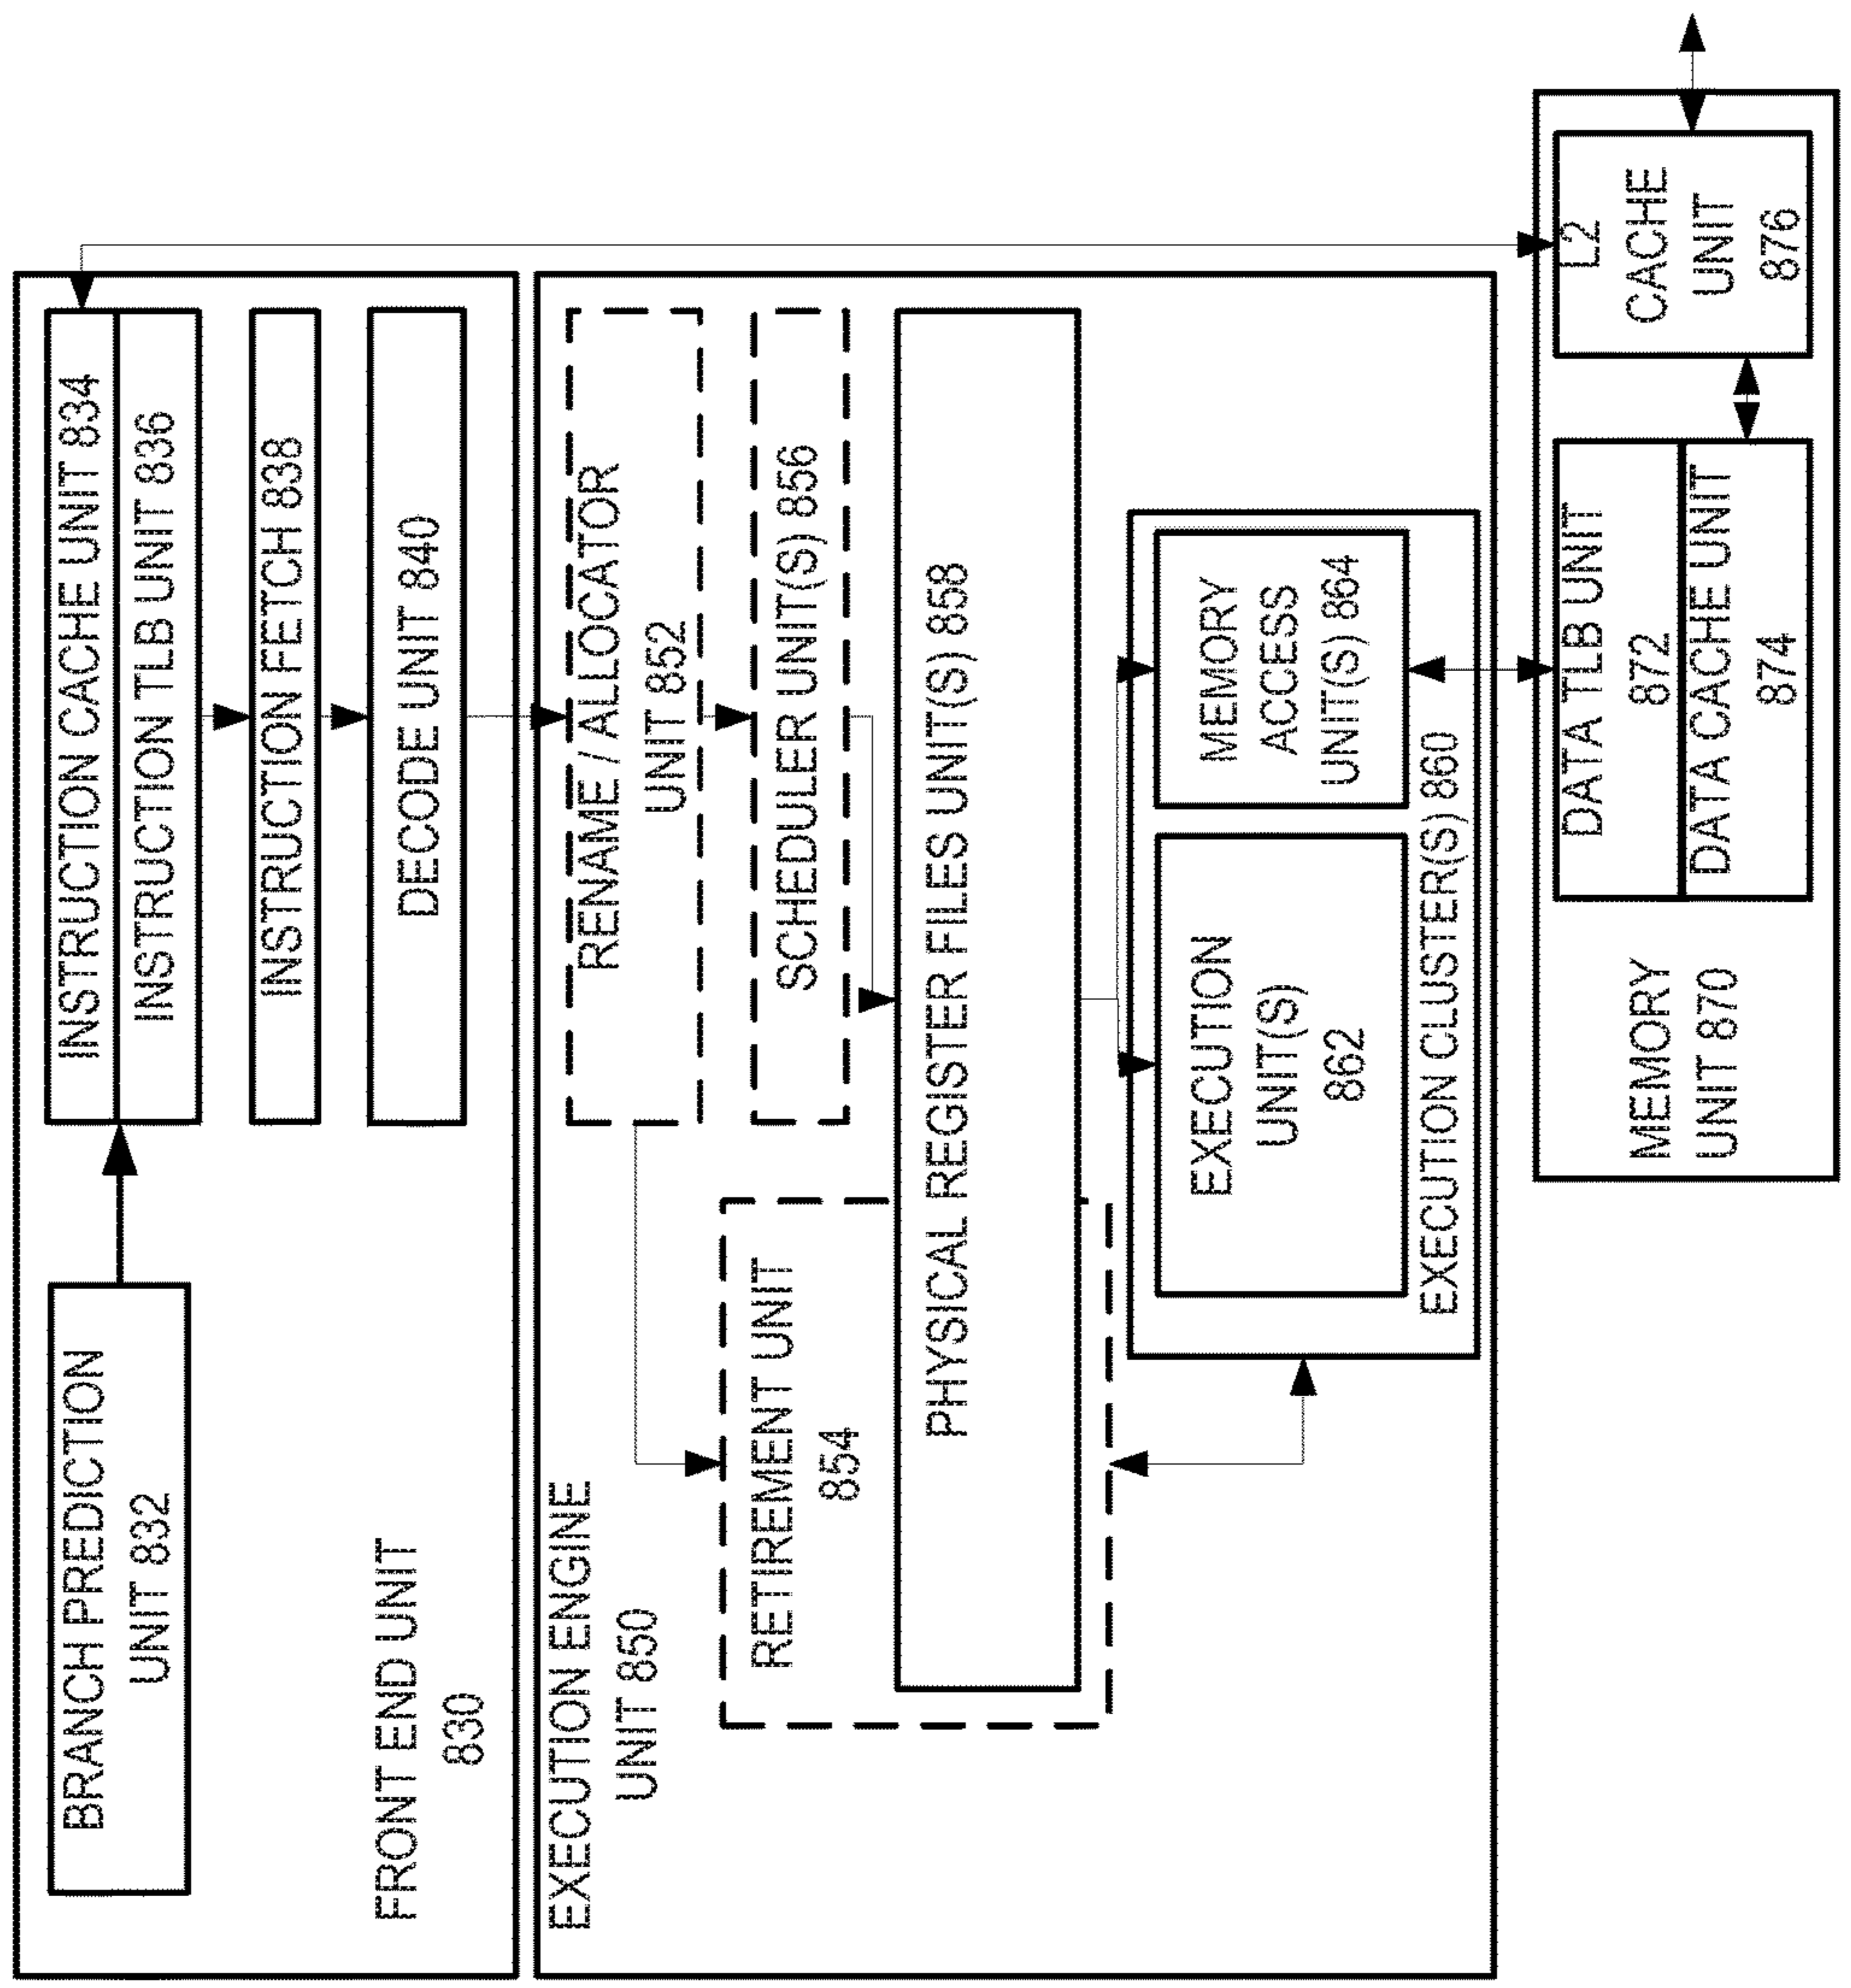 BRANCH PREDICTION
UNIT 832
INSTRUCTION CACHE UNIT 834
INSTRUCTION TLB UNIT 836
INSTRUCTION FETCH 838
DECODE UNIT 840
FRONT END UNIT
830
EXECUTION ENGINE
UNIT 850
RENAME / ALLOCATOR
UNIT 852
RETIREMENT UNIT
854
SCHEDULER UNIT(S) 856
PHYSICAL REGISTER FILES UNIT(S) 858
EXECUTION
UNIT(S)
862
MEMORY
ACCESS
UNIT(S) 864
EXECUTION CLUSTER(S) 860
MEMORY
UNIT 870
DATA TLB UNIT
872
DATA CACHE UNIT
874
L2
CACHE
UNIT
876